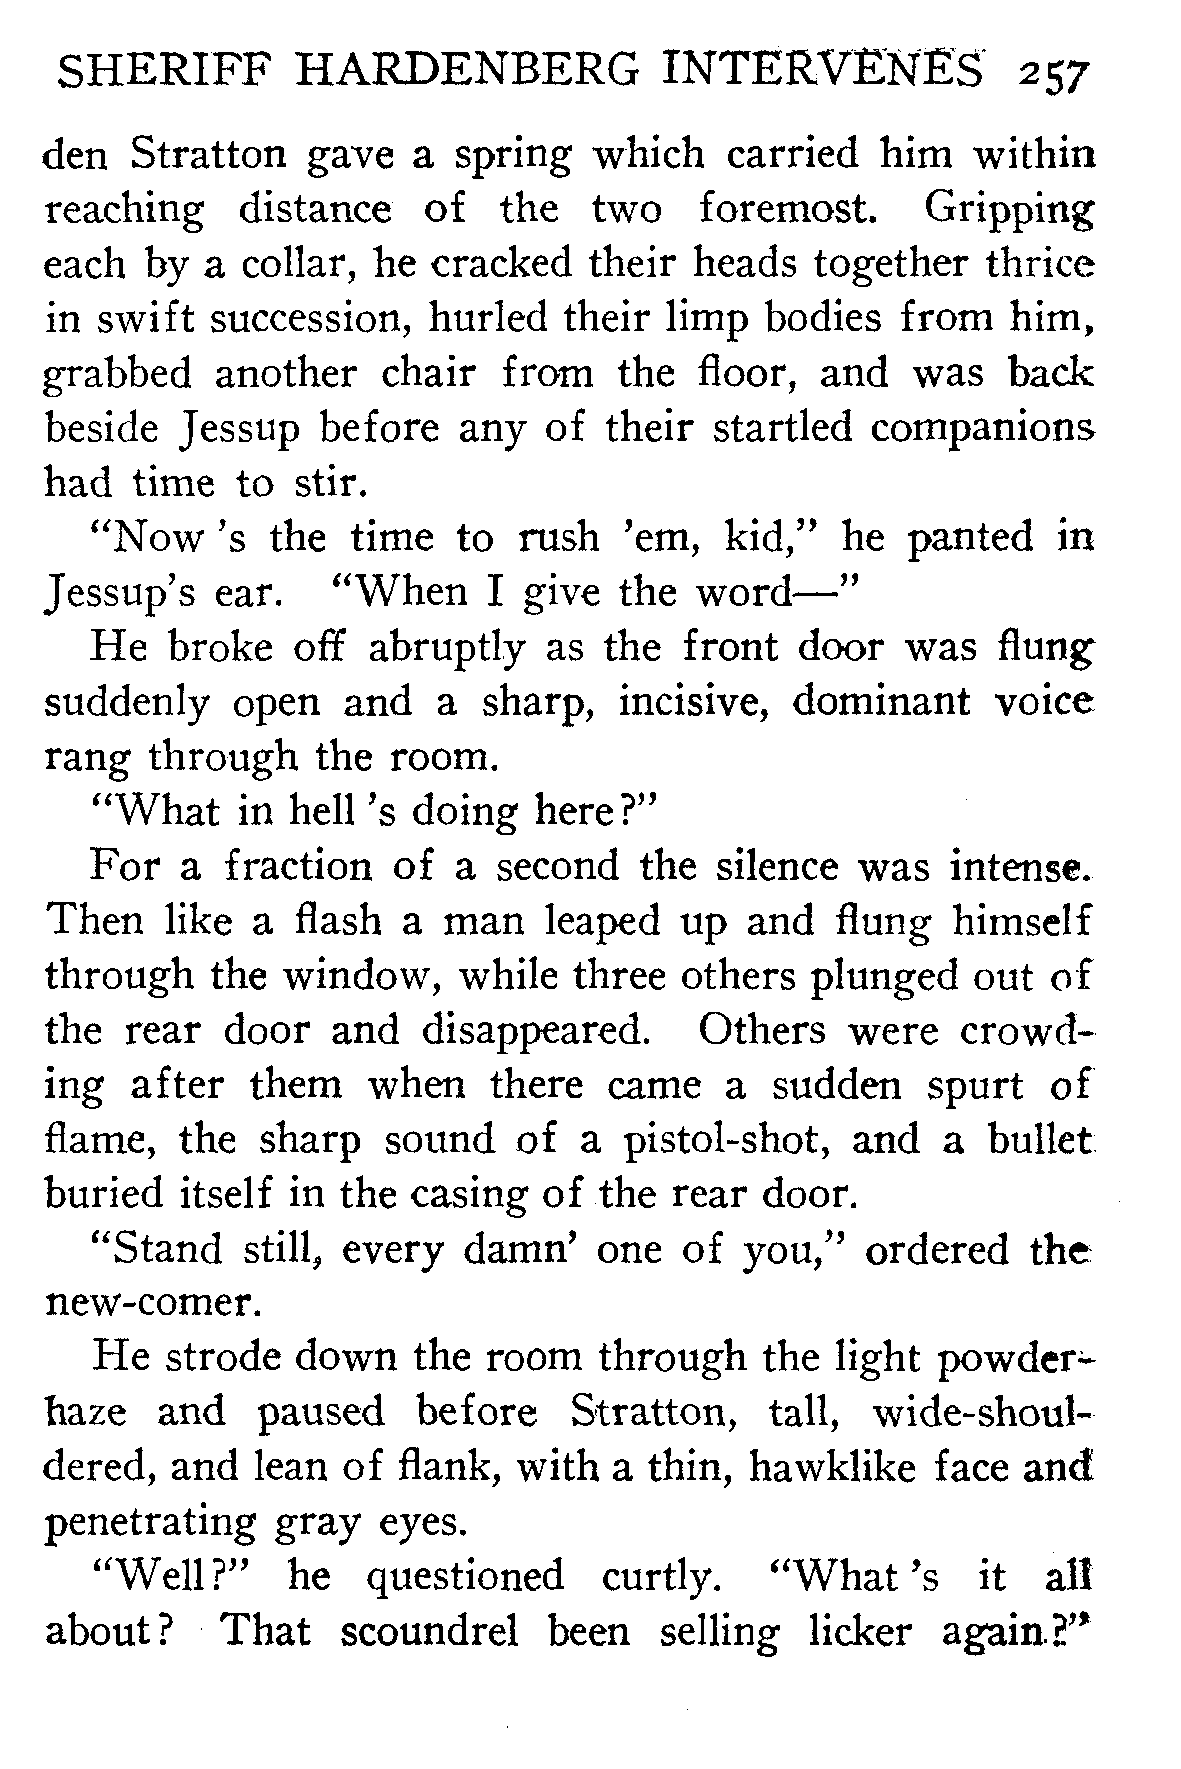 SHERIFF HARDENBERG INTERVENES 257
den Stratton gave a spring which carried him within
reaching distance of the two foremost. Gripping
each by a collar, he cracked their heads together thrice
in swift succession, hurled their limp bodies from him,
grabbed another chair from the floor, and was back
beside Jessup before any of their startled companions
had time to stir.
“Now ’s the time to rush ’em, kid,” he panted in
Jessup’s ear. “When I give the word—”
He broke off abruptly as the front door was flung
suddenly open and a sharp, incisive, dominant voice
rang through the room.
“What in hell ’s doing here?”
For a fraction of a second the silence was intense.
Then like a flash a man leaped up and flung himself
through the window, while three others plunged out of
the rear door and disappeared. Others were crowd-
ing after them when there came a sudden spurt of
flame, the sharp sound of a pistol-shot, and a bullet
buried itself in the casing of the rear door.
“Stand still, every damn’ one of you,” ordered the
new-comer.
He strode down the room through the light powder-
haze and paused before Stratton, tall, wide-shoul-
dered, and lean of flank, with a thin, hawklike face and
penetrating gray eyes.
“Well?” he questioned curtly. “What ’s it all
about? That scoundrel been selling licker again?”